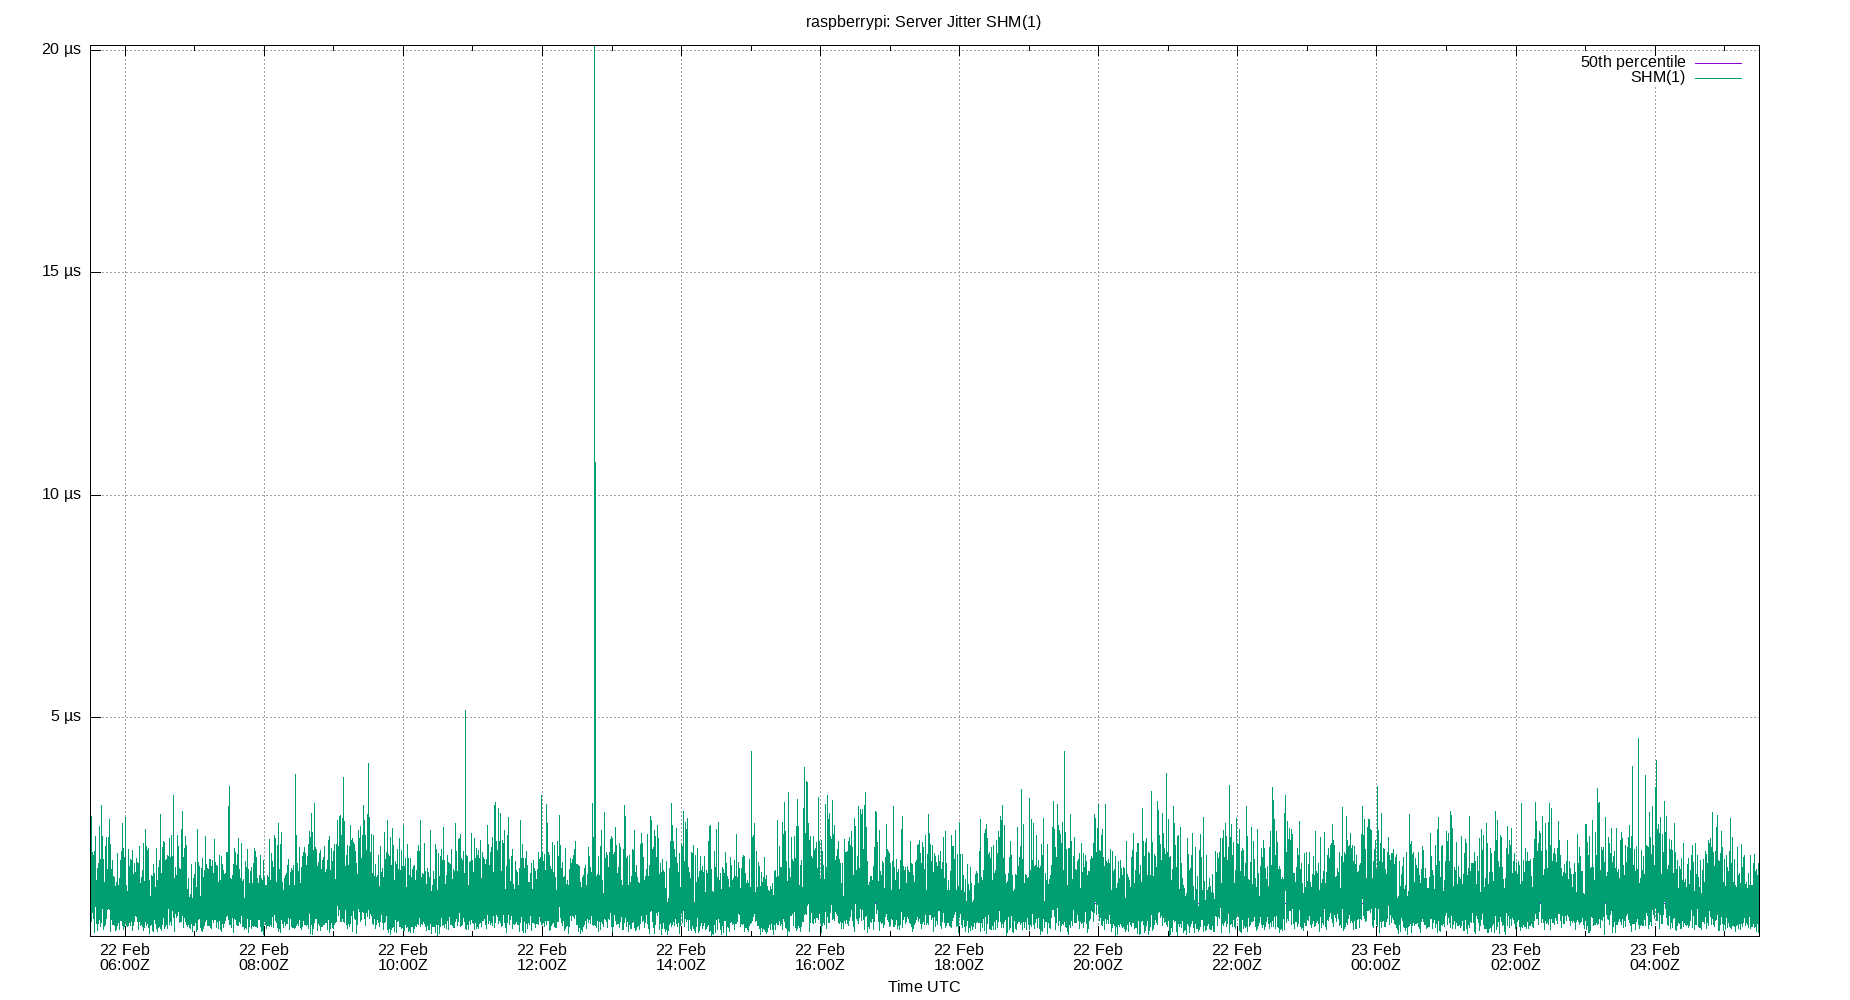 raspberrypi: Server Jitter SHM(1)
20 µs
50th percentile
SHM(1)
15 µs
10 µs
5 µs
22 Feb 22 Feb 22 Feb 22 Feb 22 Feb 22 Feb 22 Feb 22 Feb 22 Feb 23 Feb 23 Feb 23 Feb
06:00Z 08:00Z 10:00Z 12:00Z 14:00Z 16:00Z 18:00Z 20:00Z 22:00Z 00:00Z 02:00Z 04:00Z
Time UTC